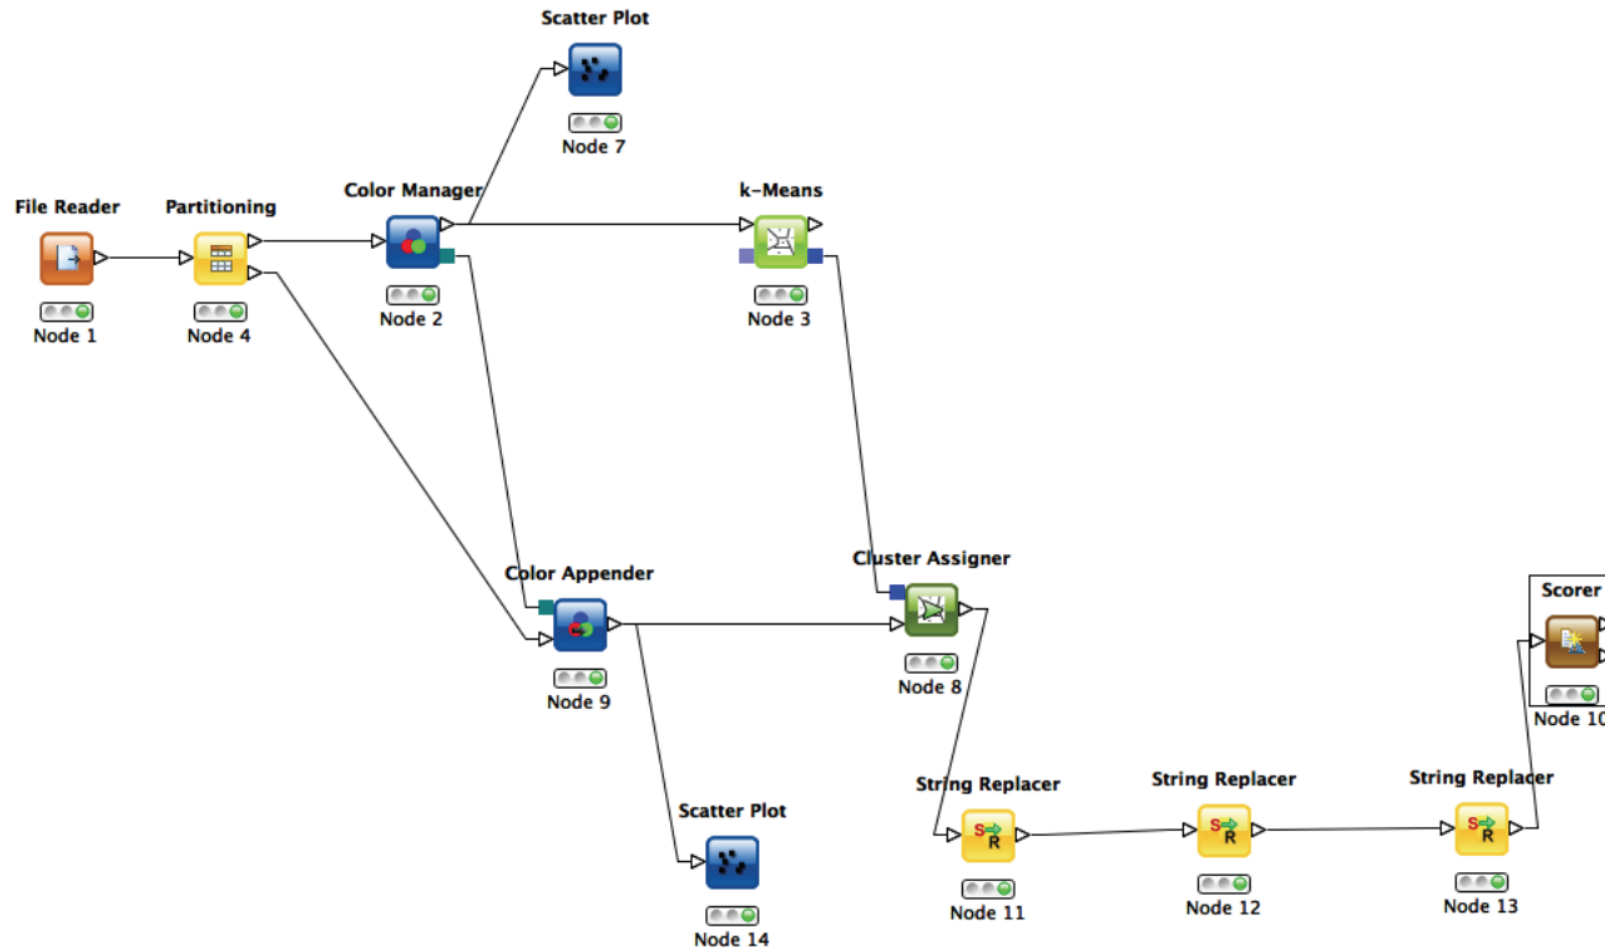 Scatter Plot
Node 7
File Reader
Node 1
Partitioning
Node 4
Color Manager
Node 2
k-Means
Node 3
Color Appender
Node 9
Cluster Assigner
Node 8
Scorer
Node 10
Scatter Plot
Node 14
String Replacer
S
R
Node 11
String Replacer
S
R
Node 12
String Replacer
S
R
Node 13